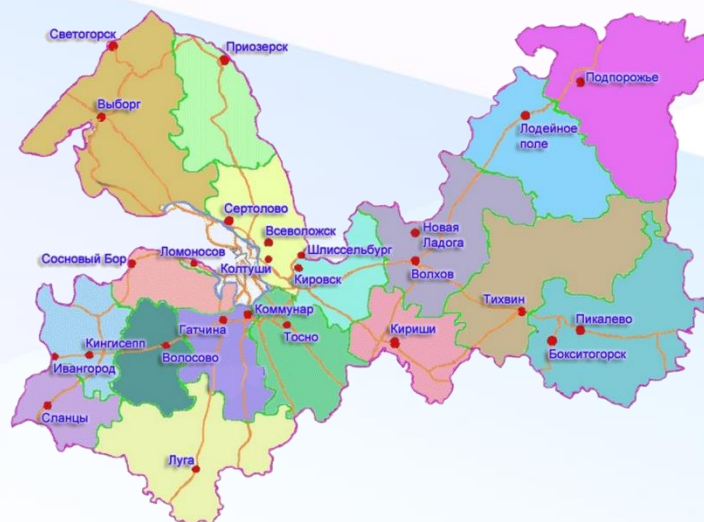 Светогорск
Приозерск
Подпорожье
Выборг
Лодейное
поле
Сертолово
Всеволожск
Новая
Ладога
Шлиссельбург
Ломоносов
Сосновый Бор
Колтуши
Кировск
Волхов
Тихвин
Коммунар
Пикалево
Гатчина
Кириши
Тосно
Кингисепп
Бокситогорск
Волосово
Ивангород
Сланцы
Луга